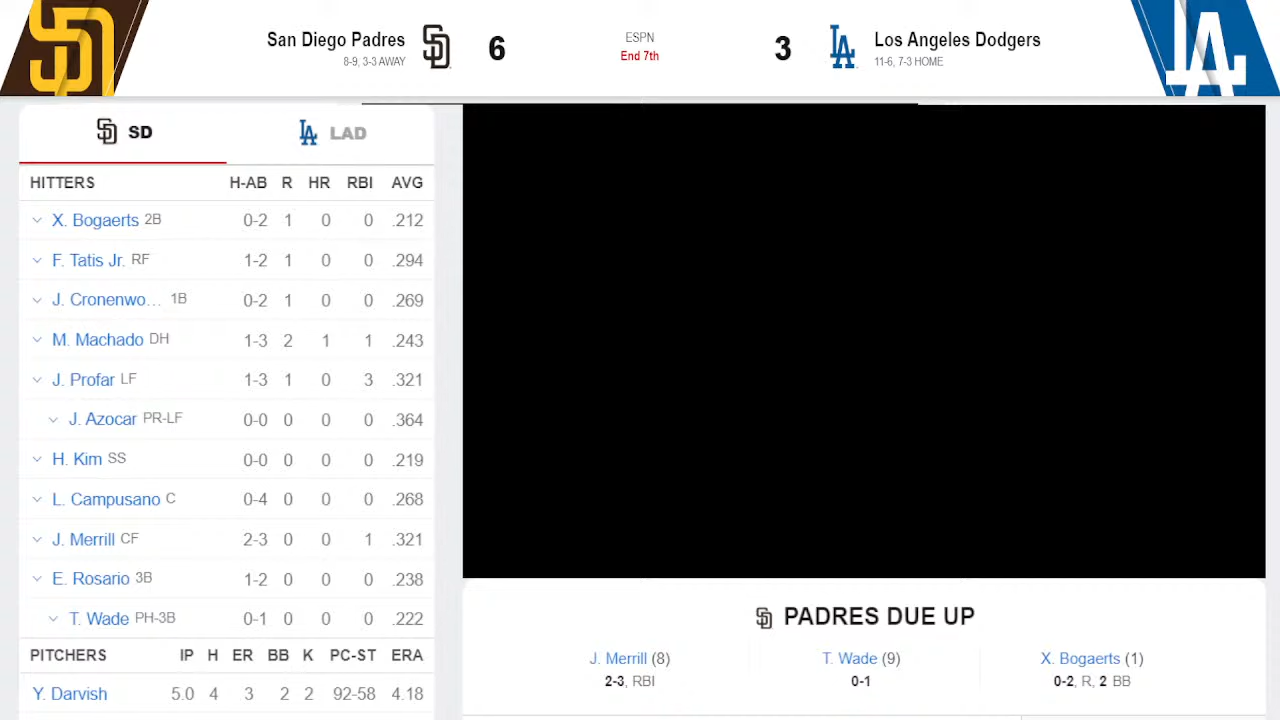 San Diego Padres
8-9, 3-3 AWAY
6
ESPN
End 7th
3
Los Angeles Dodgers
11-6, 7-3 HOME
SD
LAD
HITTERS H-AB R HR RBI AVG
X. Bogaerts 2B 0-2 1 0 0 .212
F. Tatis Jr. RF 1-2 1 0 0 .294
J. Cronenwo... 1B 0-2 1 0 0 .269
M. Machado DH 1-3 2 1 1 .243
J. Profar LF 1-3 1 0 3 .321
J. Azocar PR-LF 0-0 0 0 0 .364
H. Kim SS 0-0 0 0 0 .219
L. Campusano C 0-4 0 0 0 .268
J. Merrill CF 2-3 0 0 1 .321
E. Rosario 3B 1-2 0 0 0 .238
T. Wade PH-3B 0-1 0 0 0 .222
PITCHERS IP H ER BB K PC-ST ERA
Y. Darvish 5.0 4 3 2 2 92-58 4.18
PADRES DUE UP
J. Merrill (8) T. Wade (9) X. Bogaerts (1)
2-3, RBI 0-1 0-2, R, 2 BB